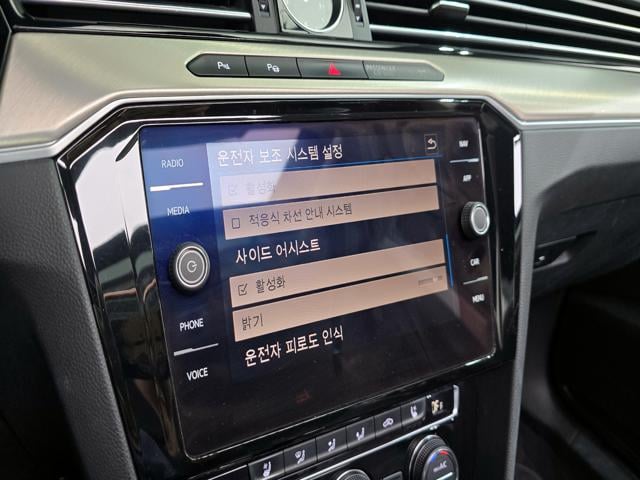 PASSENGER
RADIO
MEDIA
PHONE
VOICE
운전자 보조 시스템 설정
활성화
적응식 차선 안내 시스템
사이드 어시스트
활성화
밝기
운전자 피로도 인식
NAV
APP
CAR
MENU
A/C